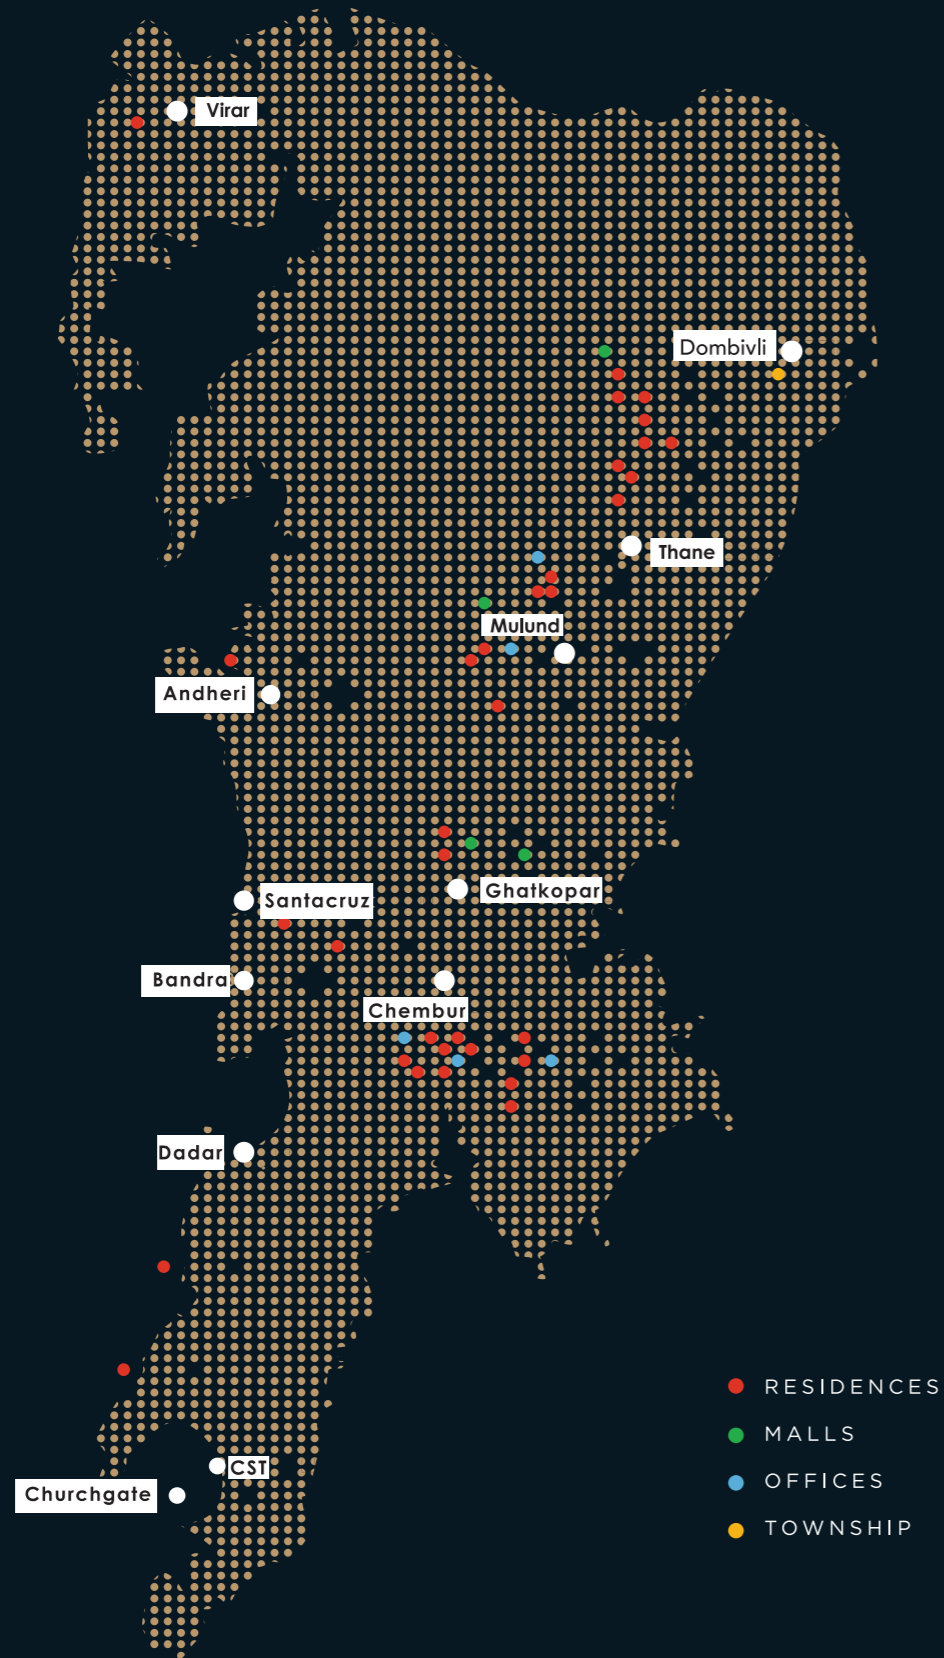 Virar
Dombivli
Thane
Mulund
Andheri
Ghatkopar
Santacruz
Bandra
Chembur
Dadar
RESIDENCES
MALLS
CST
OFFICES
Churchgate
TOWNSHIP